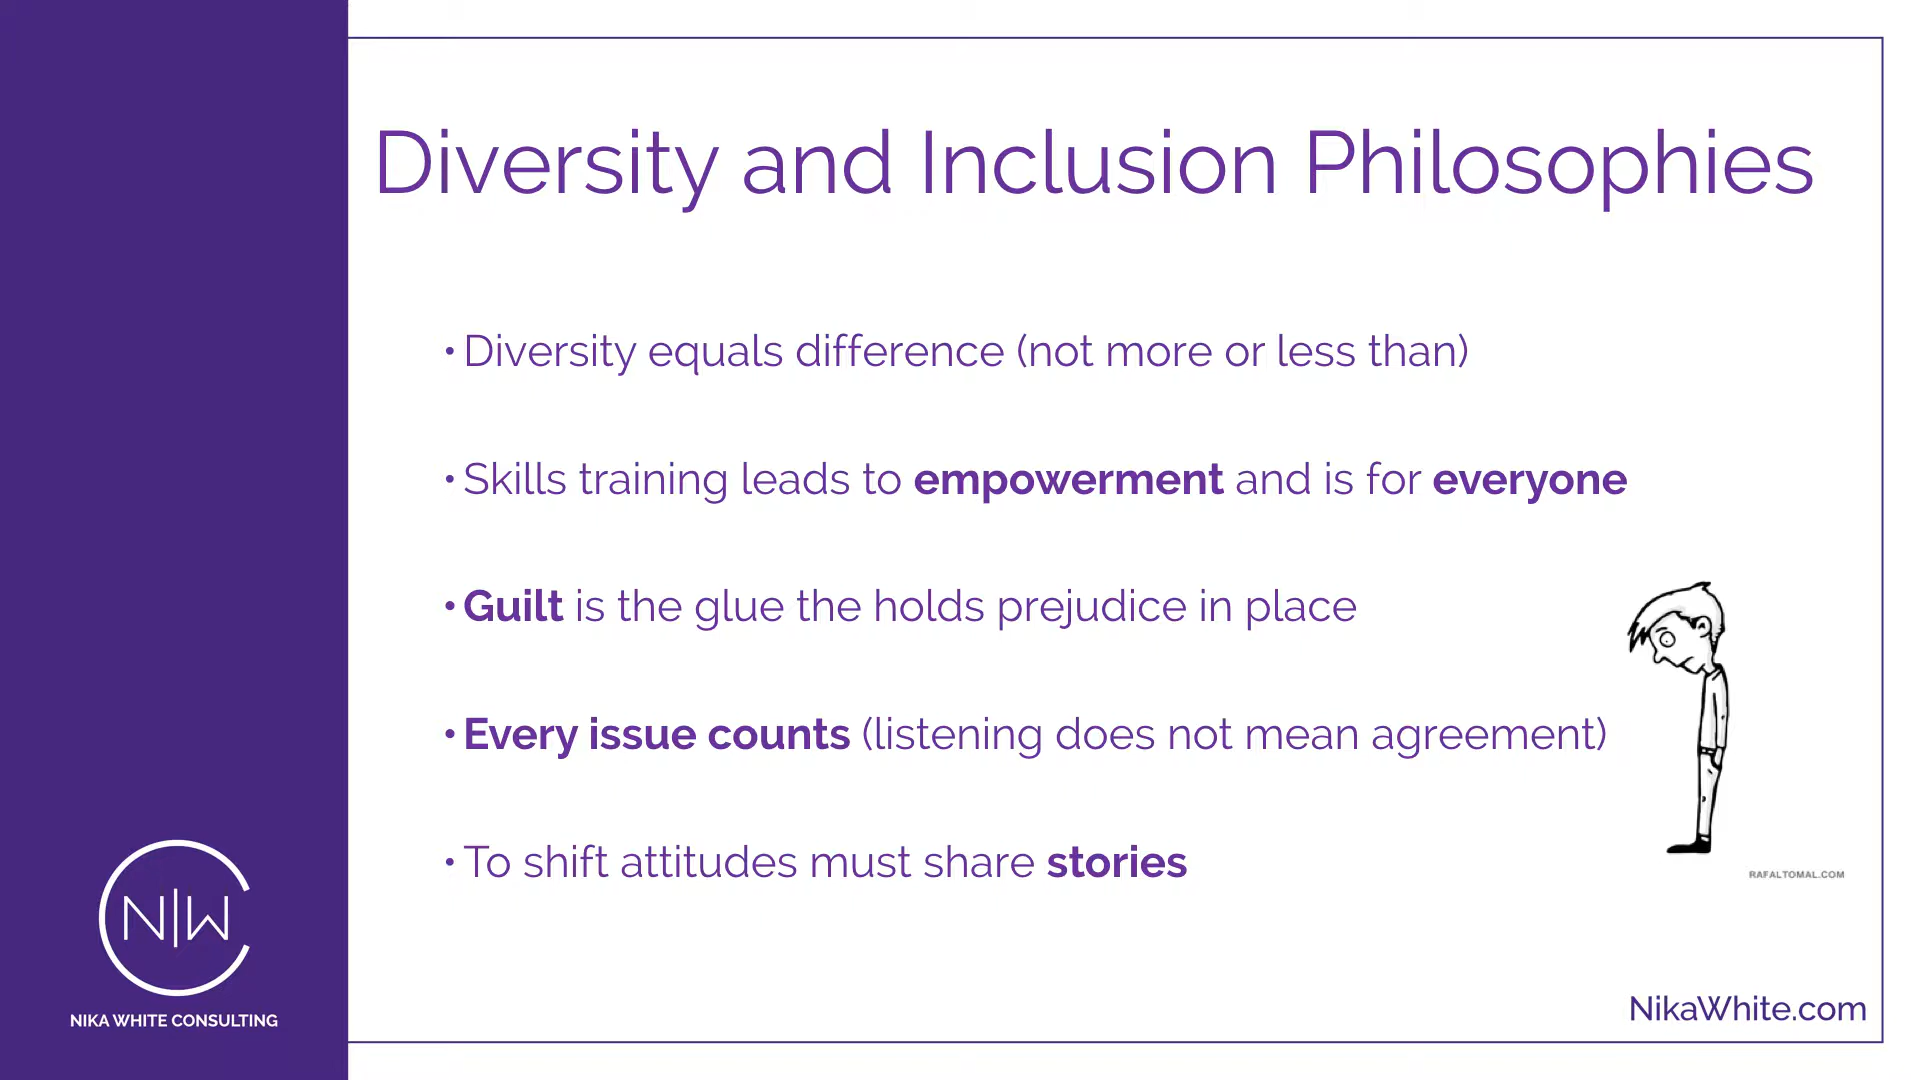 Diversity and Inclusion Philosophies
• Diversity equals difference (not more or less than)
• Skills training leads to empowerment and is for everyone
• Guilt is the glue the holds prejudice in place
• Every issue counts (listening does not mean agreement)
• To shift attitudes must share stories
RAFALTOMAL.COM
N|W
NIKA WHITE CONSULTING
NikaWhite.com